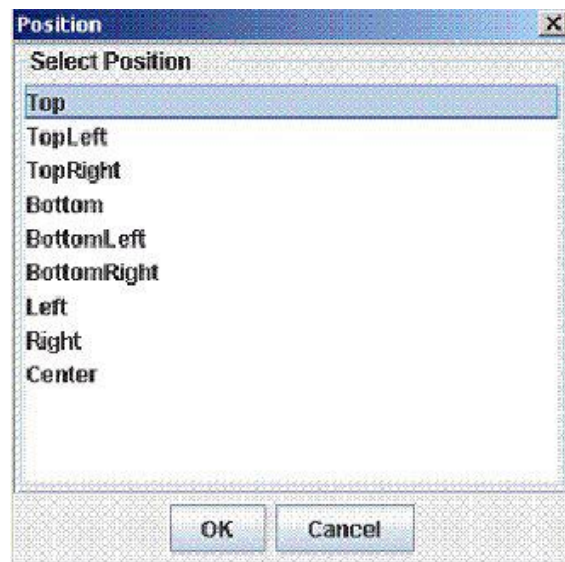 Position
Select Position
Top
TopLeft
TopRight
Bottom
BottomLeft
BottomRight
Left
Right
Center
OK Cancel